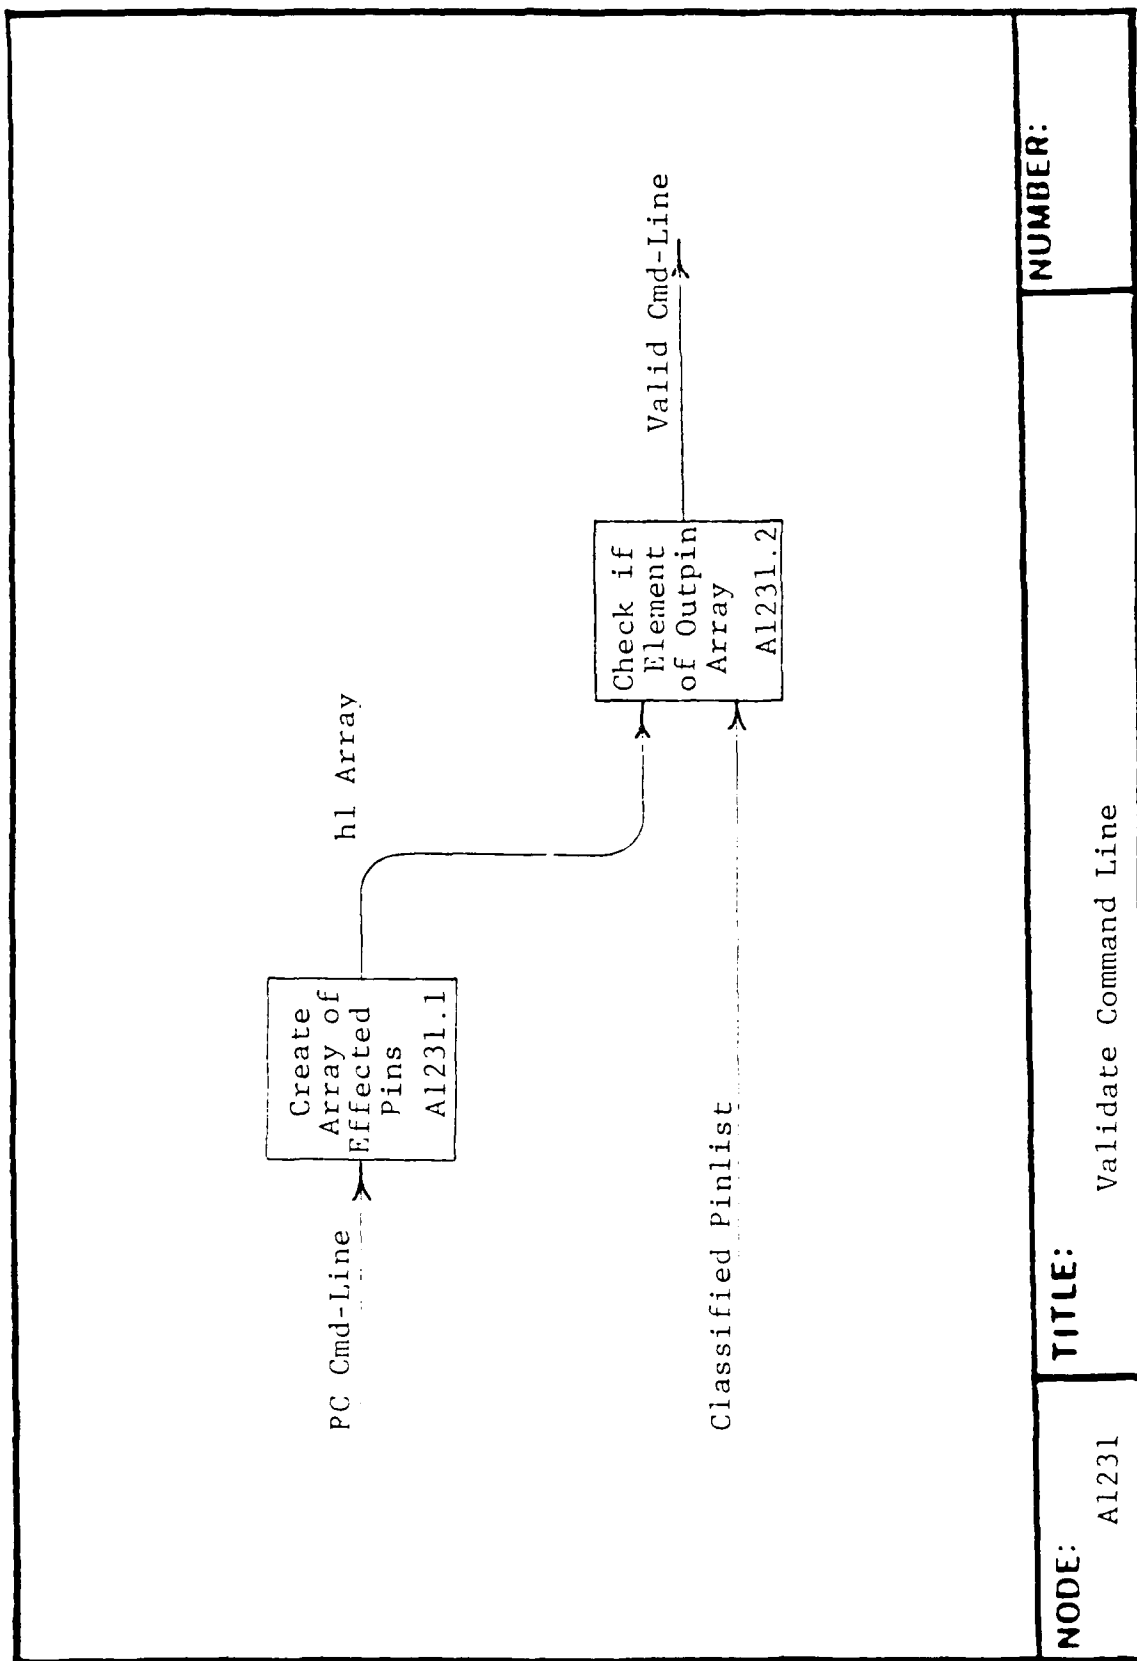 PC Cmd-Line
Create
Array of
Effected
Pins
A1231.1
hl Array
Classified Pinlist
Check if
Element
of Outpin
Array
A1231.2
Valid Cmd-Line
NODE:
A1231
TITLE:
Validate Command Line
NUMBER: